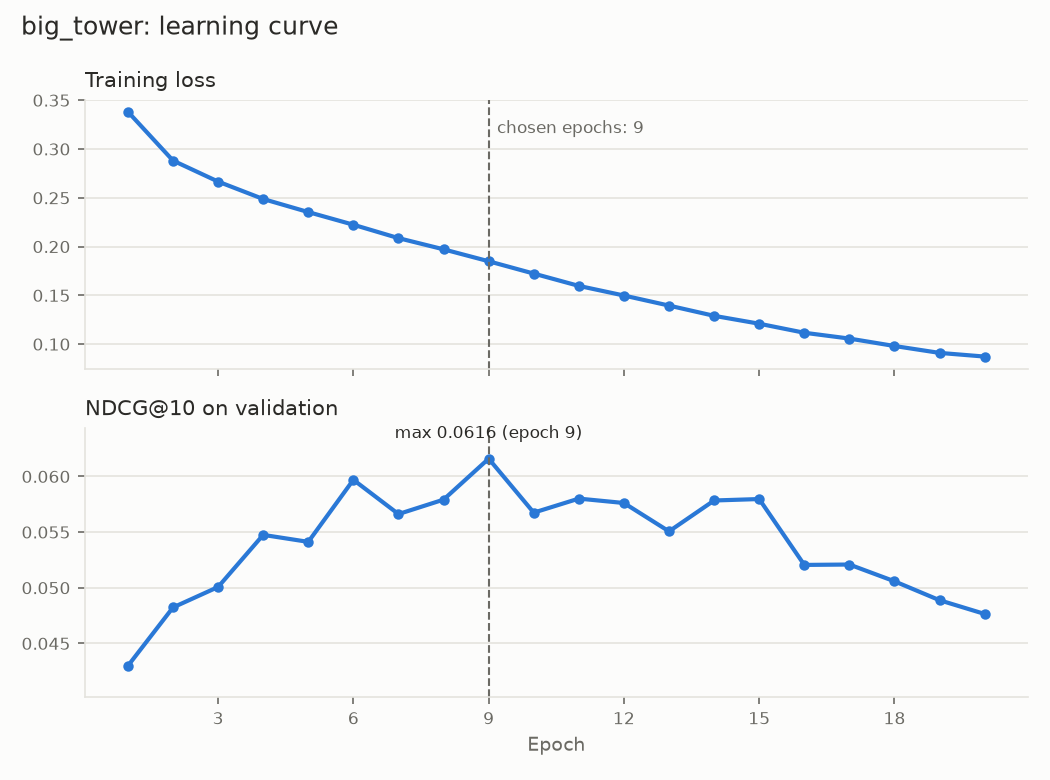 big_tower: learning curve
Training loss
0.35
0.30
0.25
0.20
0.15
0.10
chosen epochs: 9
NDCG@10 on validation
max 0.0616 (epoch 9)
0.060
0.055
0.050
0.045
3 6 9 12 15 18
Epoch